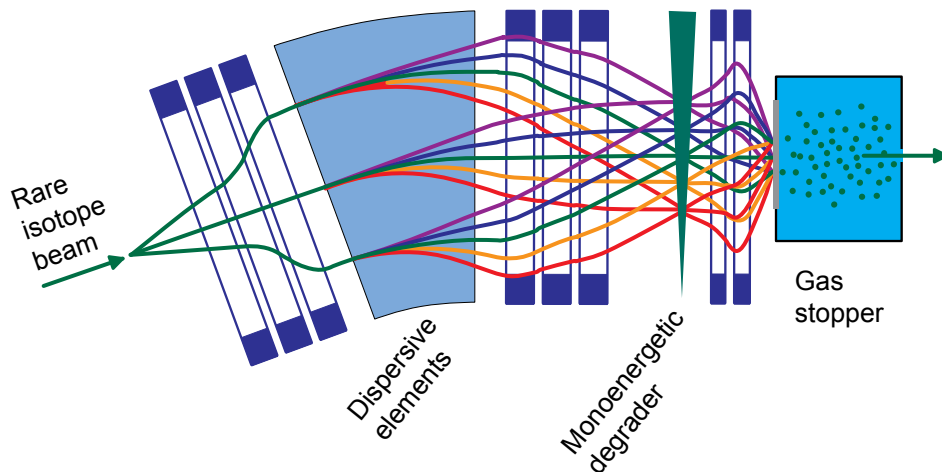 Rare
isotope
beam
Dispersive
elements
Monoenergetic
degrader
Gas
stopper